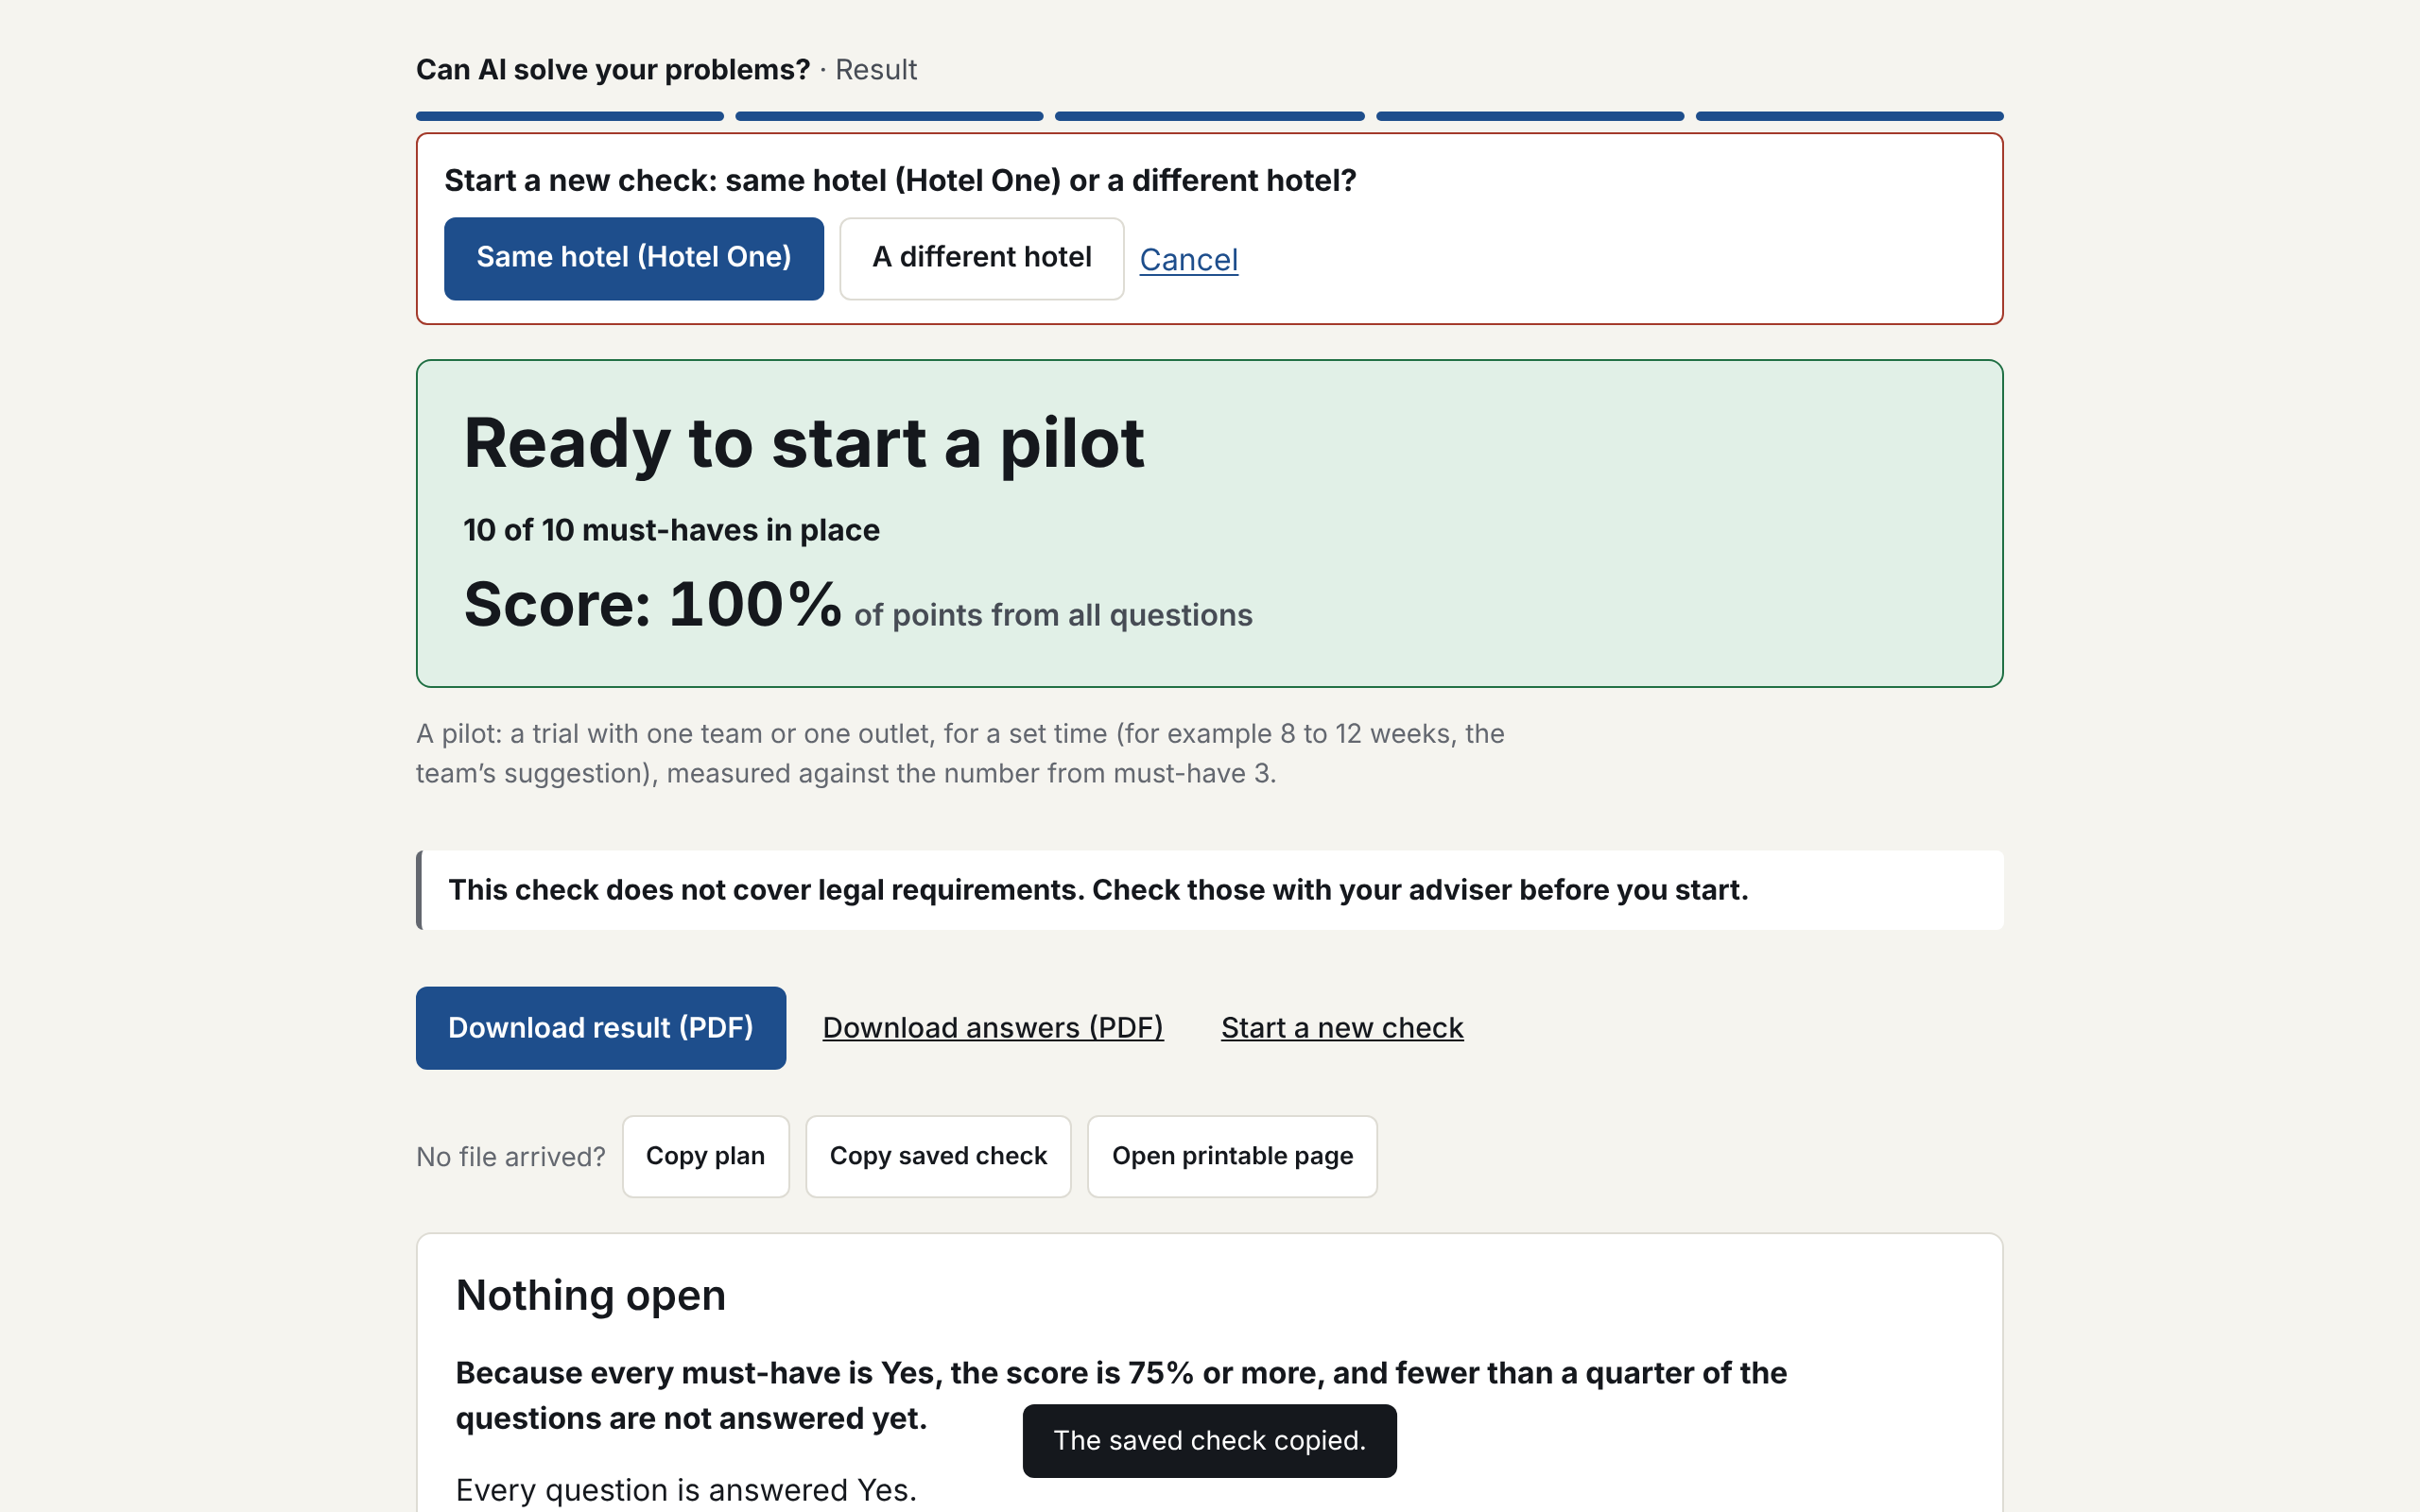 Can AI solve your problems? · Result
Start a new check: same hotel (Hotel One) or a different hotel?
Same hotel (Hotel One)
A different hotel
Cancel
Ready to start a pilot
10 of 10 must-haves in place
Score: 100% of points from all questions
A pilot: a trial with one team or one outlet, for a set time (for example 8 to 12 weeks, the
team’s suggestion), measured against the number from must-have 3.
This check does not cover legal requirements. Check those with your adviser before you start.
Download result (PDF)
Download answers (PDF)
Start a new check
No file arrived?
Copy plan
Copy saved check
Open printable page
Nothing open
Because every must-have is Yes, the score is 75% or more, and fewer than a quarter of the
questions are not answered yet.
The saved check copied.
Every question is answered Yes.